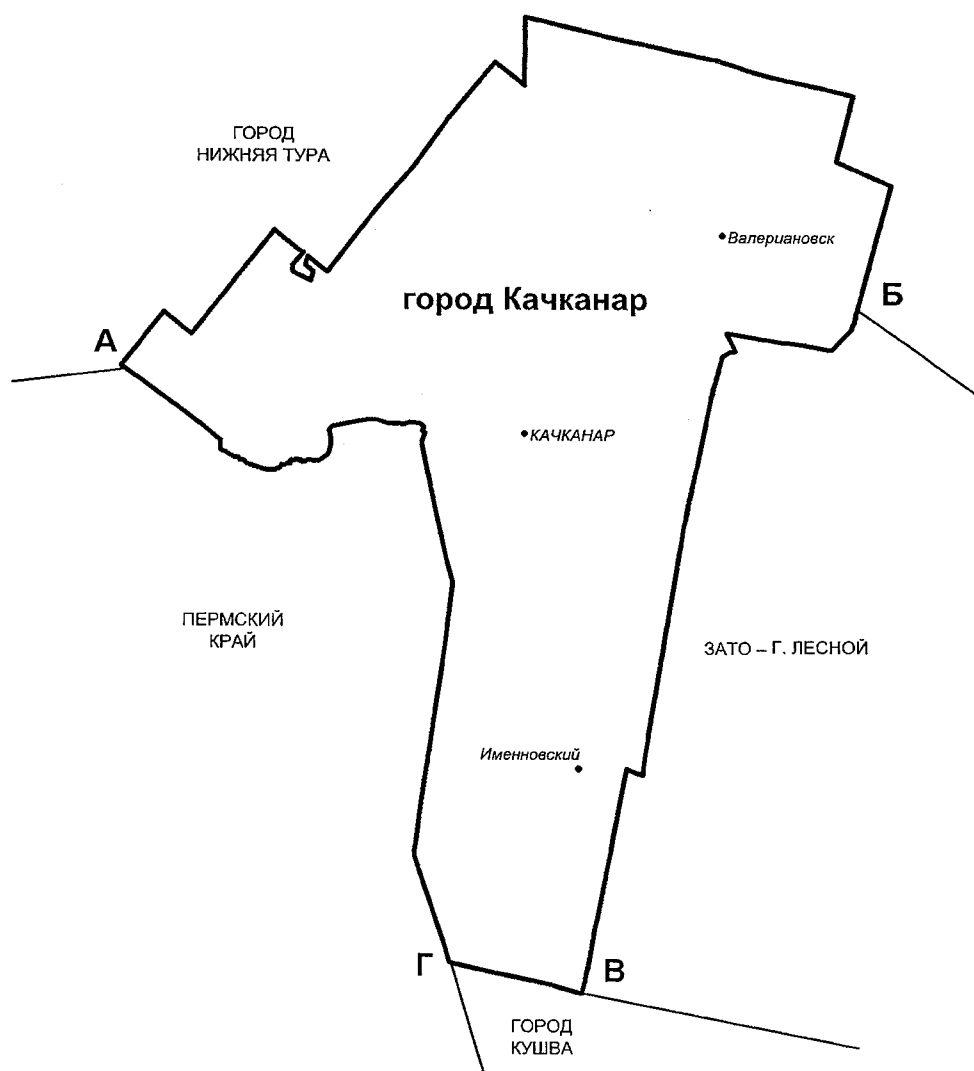 ГОРОД
НИЖНЯЯ ТУРА
Валериановск
город Качканар
Б
А
КАЧКАНАР
ПЕРМСКИЙ
КРАЙ
ЗАТО – Г. ЛЕСНОЙ
Именновский
Г
В
ГОРОД
КУШВА